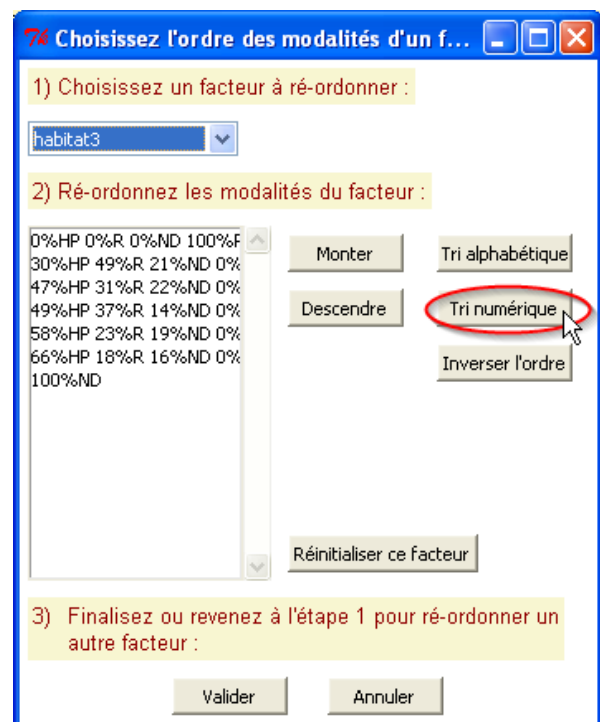 Choisissez l'ordre des modalités d'un f...
1) Choisissez un facteur à ré-ordonner :
habitat3
2) Ré-ordonnez les modalités du facteur :
0%HP 0%R 0%ND 100%F
30%HP 49%R 21%ND 0%
47%HP 31%R 22%ND 0%
49%HP 37%R 14%ND 0%
58%HP 23%R 19%ND 0%
66%HP 18%R 16%ND 0%
100%ND
Monter
Tri alphabétique
Descendre
Tri numérique
Inverser l'ordre
Réinitialiser ce facteur
3) Finalisez ou revenez à l'étape 1 pour ré-ordonner un
autre facteur :
Valider
Annuler